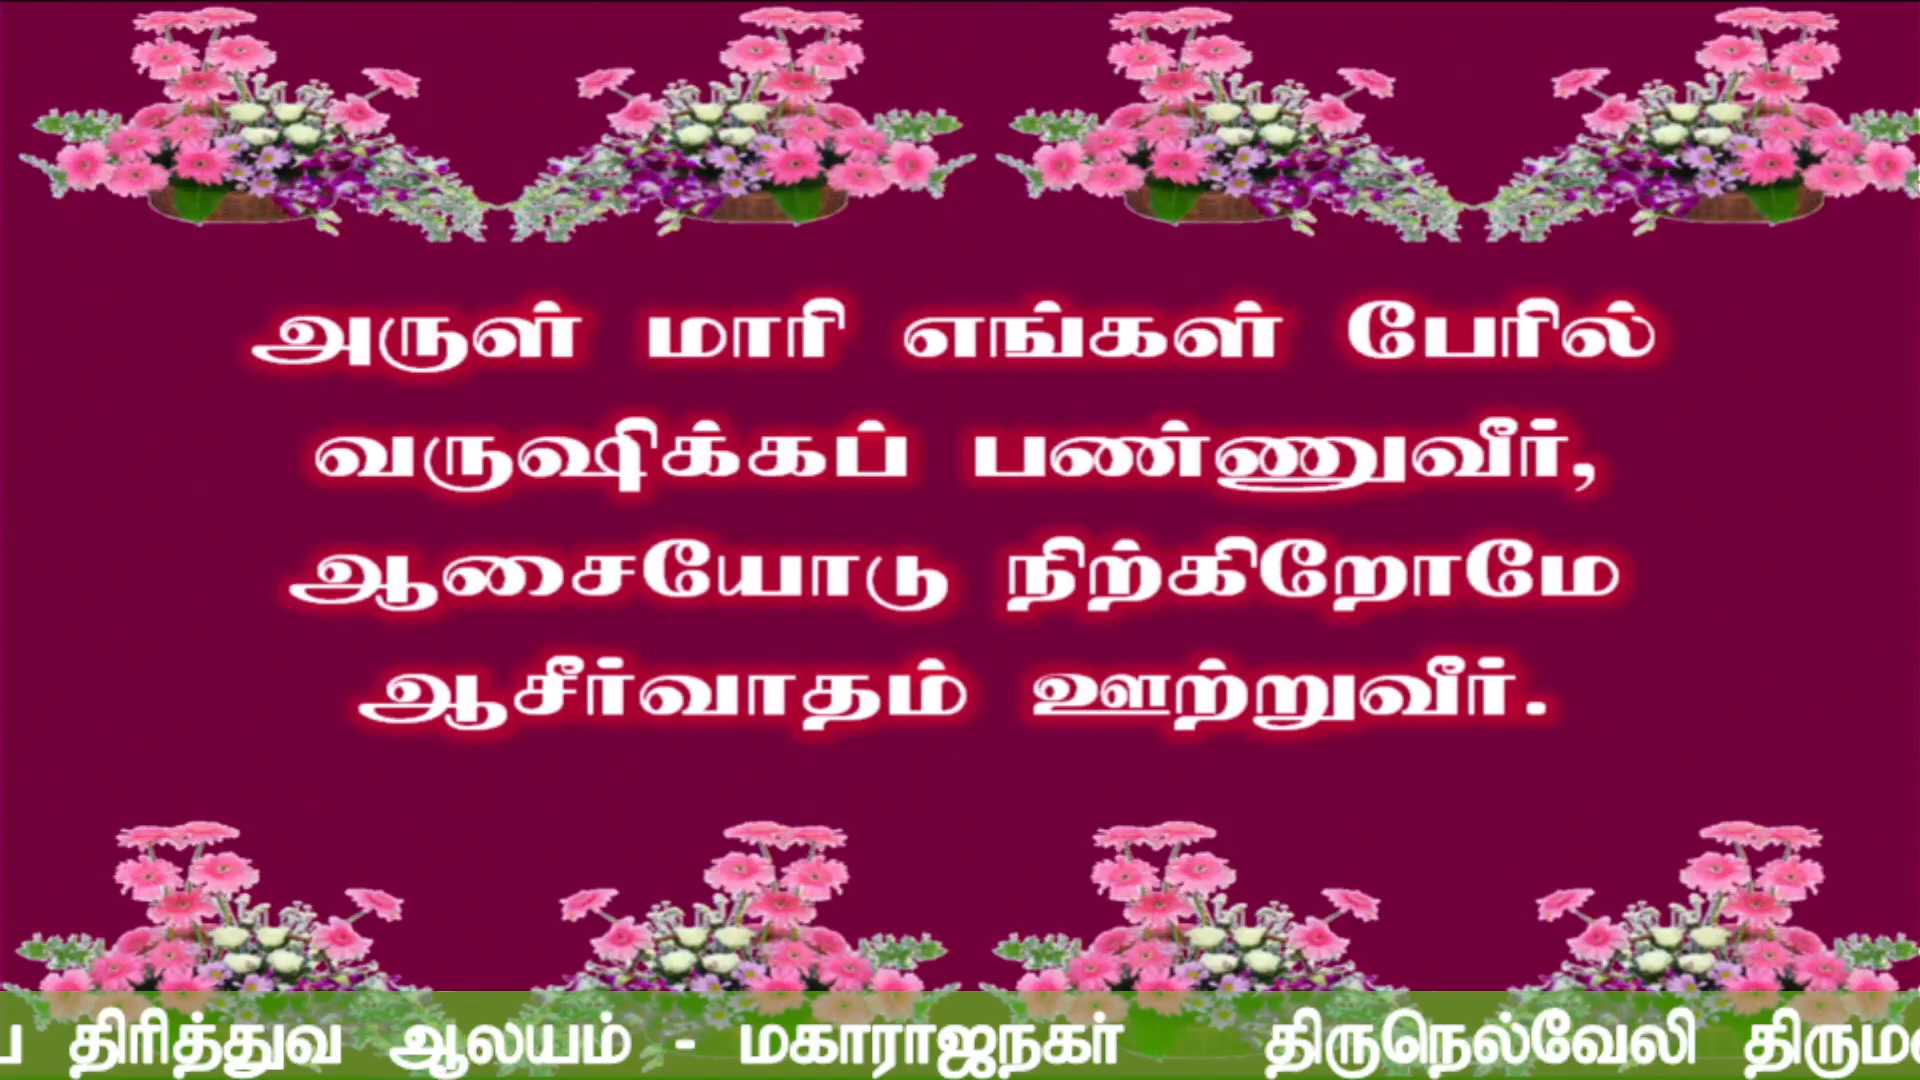 அருள் மாரி எங்கள் பேரில்
வருஷிக்கப் பண்ணுவீர்,
ஆசையோடு நிற்கிறோமே
ஆசீர்வாதம் ஊற்றுவீர்.
திரித்துவ ஆலயம் - மகாராஜநகர் திருநெல்வேலி